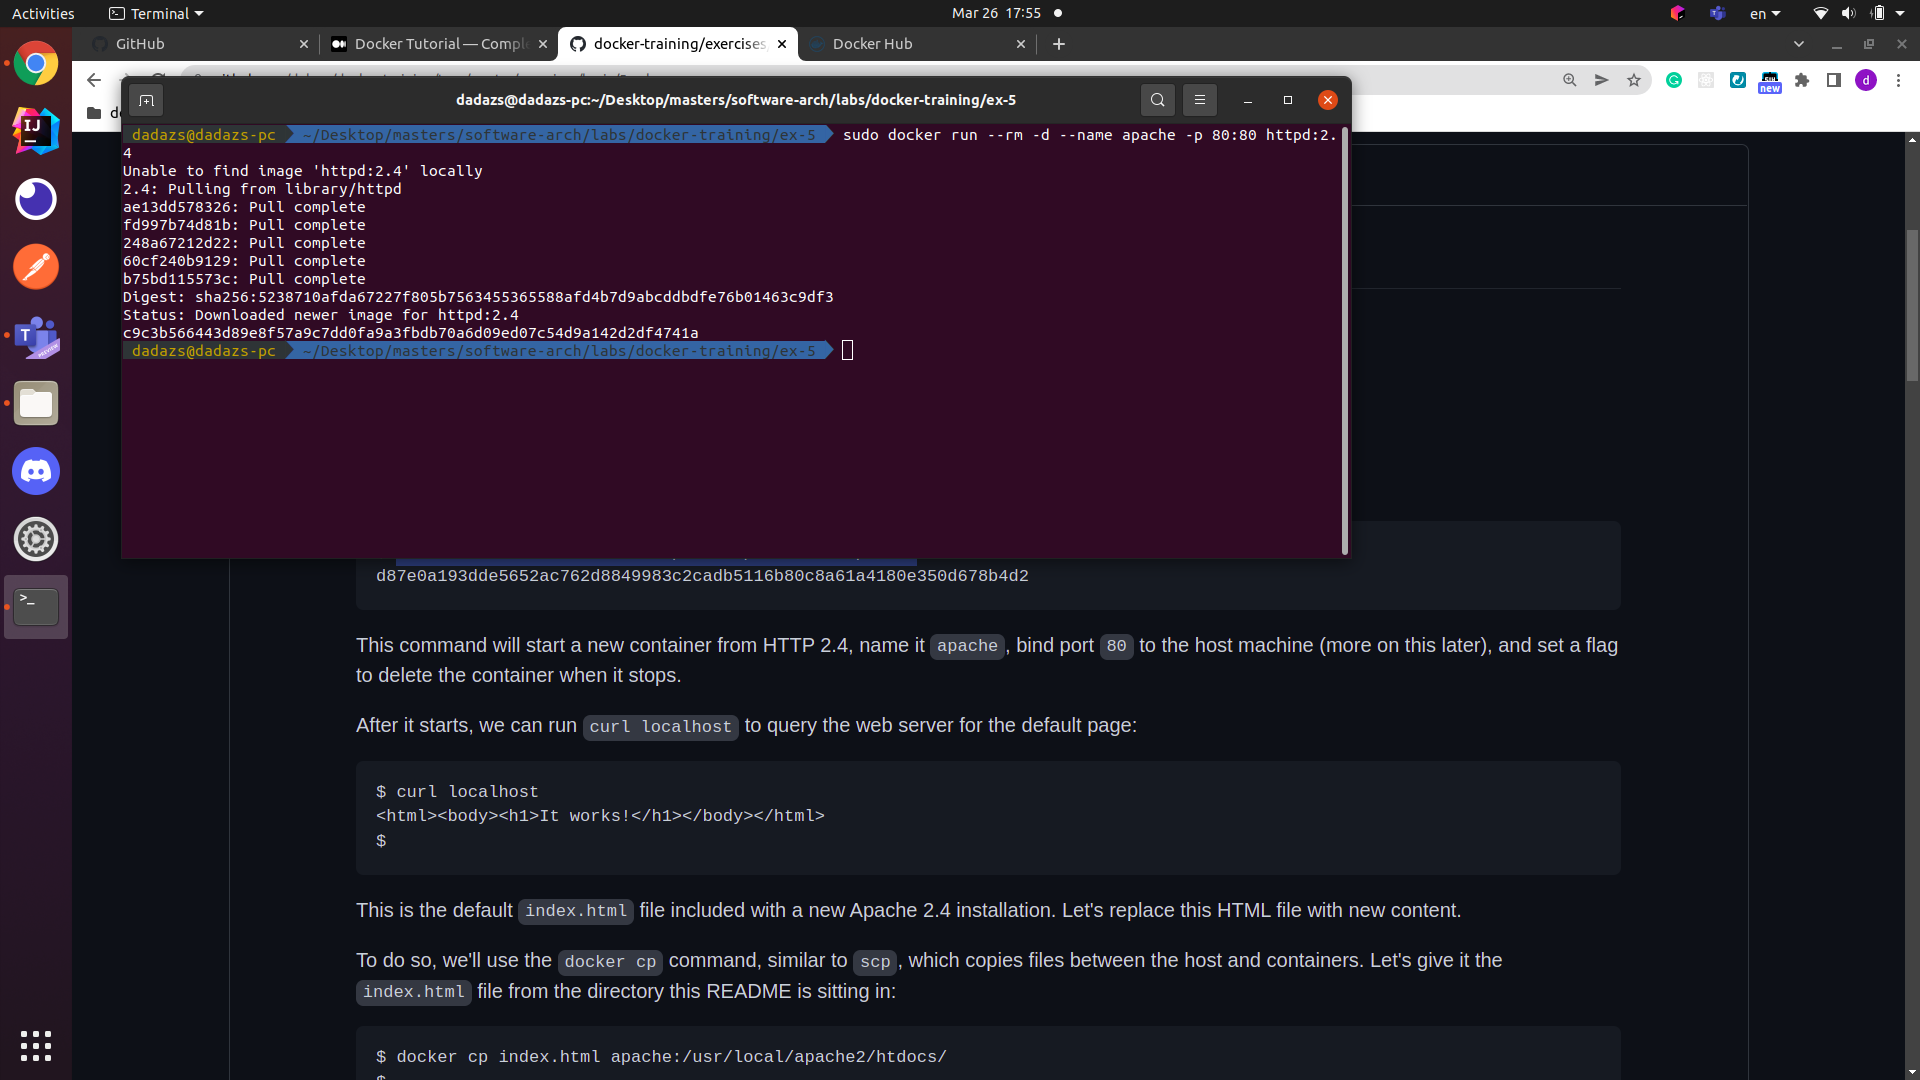 Activities
Terminal
Mar 26 17:55
en
GitHub
Docker Tutorial — Comple
docker-training/exercises
Docker Hub
new
d
dadazs@dadazs-pc:~/Desktop/masters/software-arch/labs/docker-training/ex-5
dadazs@dadazs-pc ~/Desktop/masters/software-arch/labs/docker-training/ex-5 sudo docker run --rm -d --name apache -p 80:80 httpd:2.
4
Unable to find image 'httpd:2.4' locally
2.4: Pulling from library/httpd
ae13dd578326: Pull complete
fd997b74d81b: Pull complete
248a67212d22: Pull complete
60cf240b9129: Pull complete
b75bd115573c: Pull complete
Digest: sha256:5238710afda67227f805b7563455365588afd4b7d9abcddbdfe76b01463c9df3
Status: Downloaded newer image for httpd:2.4
c9c3b566443d89e8f57a9c7dd0fa9a3fbdb70a6d09ed07c54d9a142d2df4741a
dadazs@dadazs-pc ~/Desktop/masters/software-arch/labs/docker-training/ex-5
d87e0a193dde5652ac762d8849983c2cadb5116b80c8a61a4180e350d678b4d2
This command will start a new container from HTTP 2.4, name it apache, bind port 80 to the host machine (more on this later), and set a flag
to delete the container when it stops.
After it starts, we can run curl localhost to query the web server for the default page:
$ curl localhost
<html><body><h1>It works!</h1></body></html>
$
This is the default index.html file included with a new Apache 2.4 installation. Let's replace this HTML file with new content.
To do so, we'll use the docker cp command, similar to scp, which copies files between the host and containers. Let's give it the
index.html file from the directory this README is sitting in:
$ docker cp index.html apache:/usr/local/apache2/htdocs/